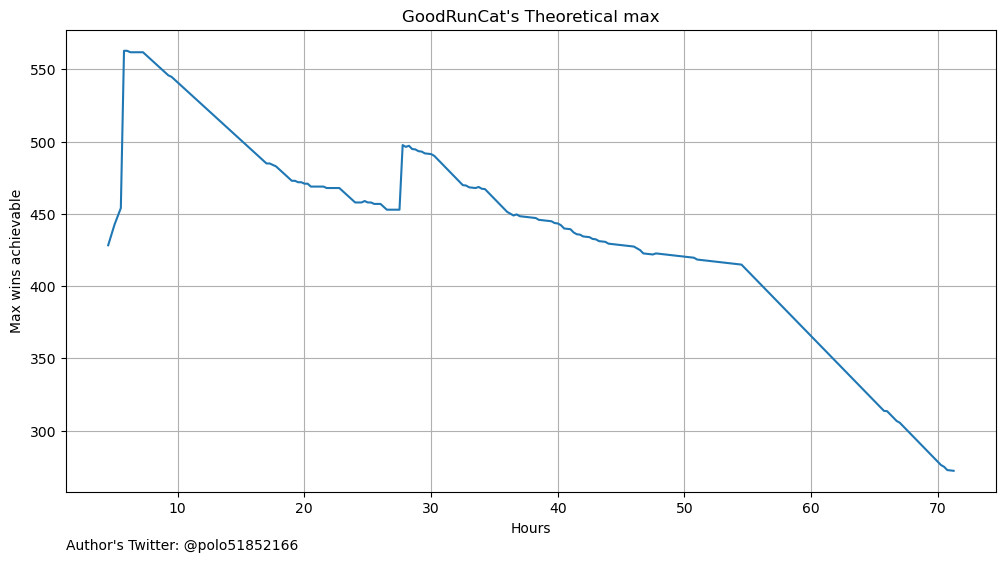 GoodRunCat's Theoretical max
Max wins achievable
550
500
450
400
350
300
10 20 30 40 50 60 70
Hours
Author's Twitter: @polo51852166